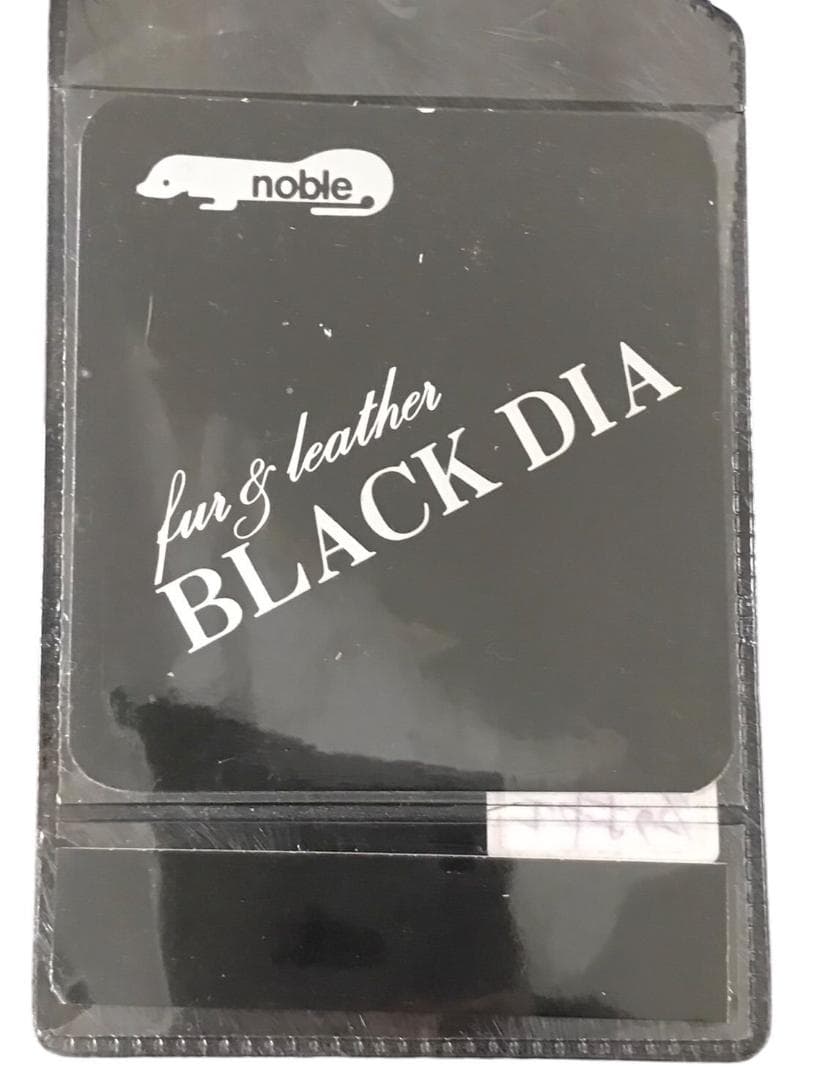 noble
fur & leather
BLACK DIA